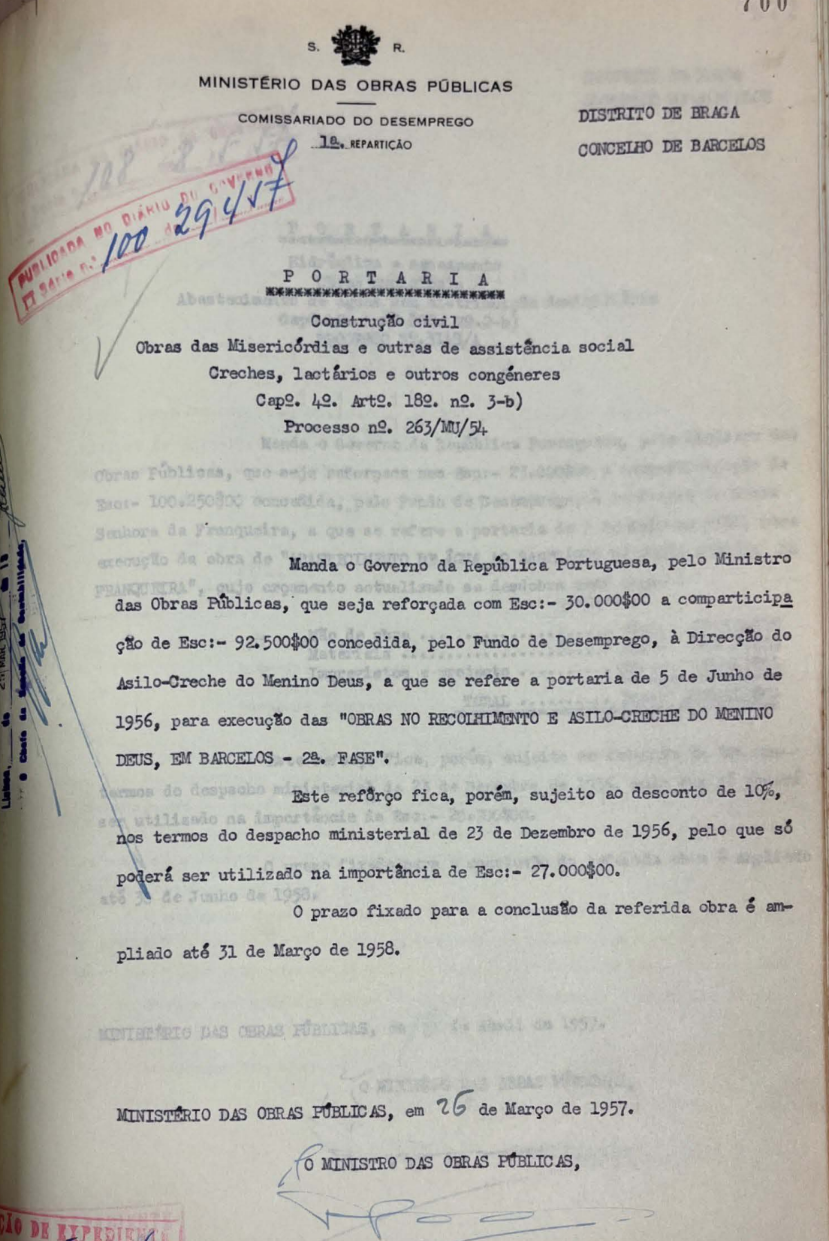 700
S. R.
MINISTÉRIO DAS OBRAS PÚBLICAS
COMISSARIADO DO DESEMPREGO
1ª. REPARTIÇÃO
DISTRITO DE BRAGA
CONCELHO DE BARCELOS
PUBLICADA NO DIÁRIO DO GOVERNO
II Série n.º 100 de 29 4 57
P O R T A R I A
Construção civil
Obras das Misericórdias e outras de assistência social
Creches, lactários e outros congéneres
Capº. 4º. Artº. 18º. nº. 3-b)
Processo nº. 263/MU/54
Manda o Governo da República Portuguesa, pelo Ministro
das Obras Públicas, que seja reforçada com Esc:- 30.000$00 a comparticipa
ção de Esc:- 92.500$00 concedida, pelo Fundo de Desemprego, à Direcção do
Asilo-Creche do Menino Deus, a que se refere a portaria de 5 de Junho de
1956, para execução das "OBRAS NO RECOLHIMENTO E ASILO-CRECHE DO MENINO
DEUS, EM BARCELOS - 2ª. FASE".
Este refôrço fica, porém, sujeito ao desconto de 10%,
nos termos do despacho ministerial de 23 de Dezembro de 1956, pelo que só
poderá ser utilizado na importância de Esc:- 27.000$00.
O prazo fixado para a conclusão da referida obra é am-
pliado até 31 de Março de 1958.
MINISTÉRIO DAS OBRAS PÚBLICAS, em 26 de Março de 1957.
O MINISTRO DAS OBRAS PÚBLICAS,
ÇÃO DE EXPEDIENTE